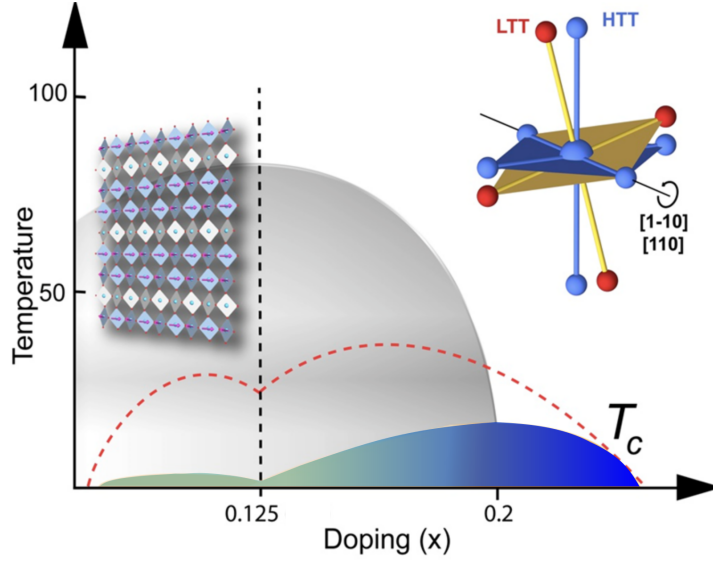 LTT
HTT
100
[1-10]
[110]
Temperature
50
Tc
0.125
0.2
Doping (x)